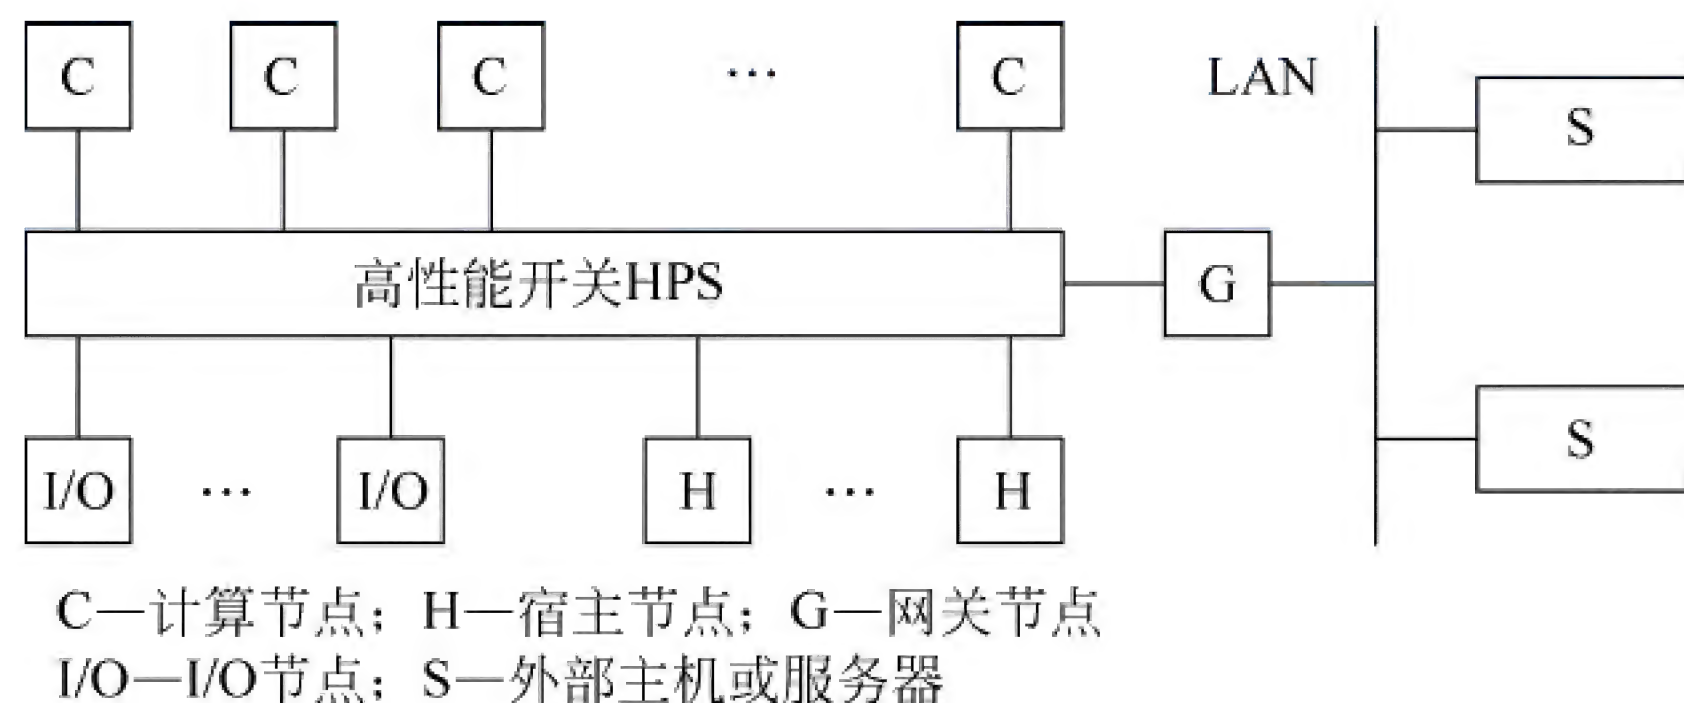 C C C … C LAN
S
高性能开关HPS G
S
I/O … I/O H … H
C—计算节点；H—宿主节点；G—网关节点
I/O—I/O节点；S—外部主机或服务器